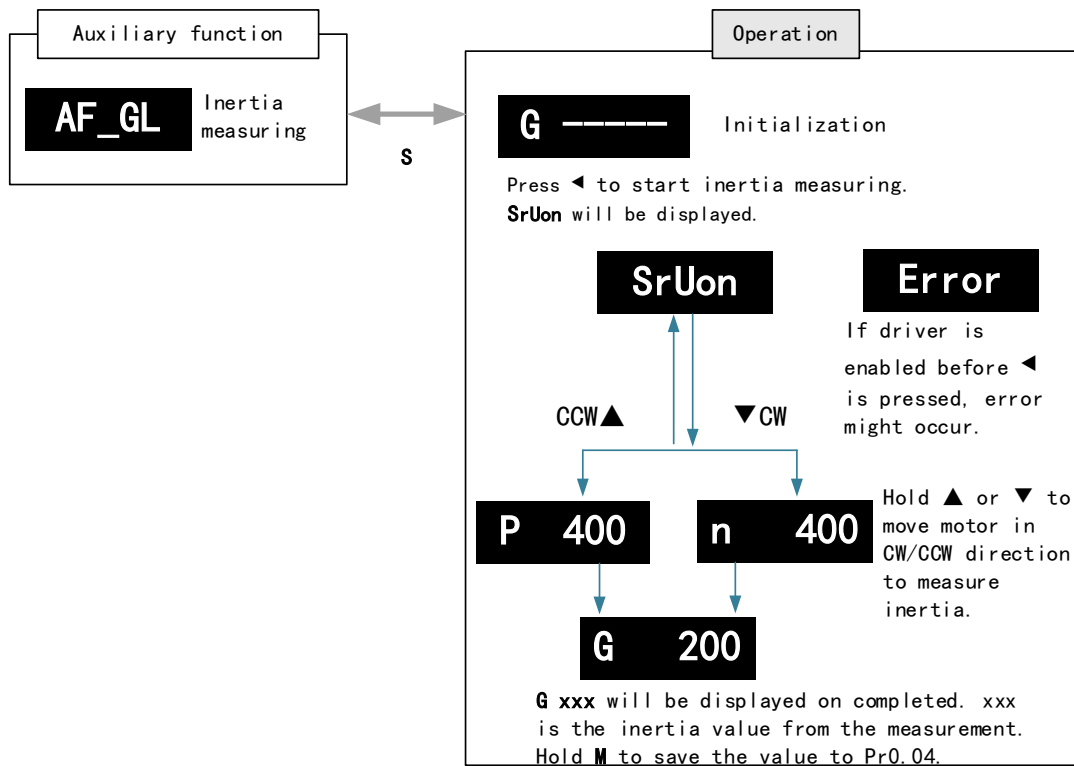 Auxiliary function
AF_GL
Inertia
measuring
S
Operation
G -----
Initialization
Press ◀ to start inertia measuring.
SrUon will be displayed.
SrUon
Error
If driver is
enabled before ◀
is pressed, error
might occur.
CCW▲
▼CW
P 400
n 400
Hold ▲ or ▼ to
move motor in
CW/CCW direction
to measure
inertia.
G 200
G xxx will be displayed on completed. xxx
is the inertia value from the measurement.
Hold M to save the value to Pr0.04.